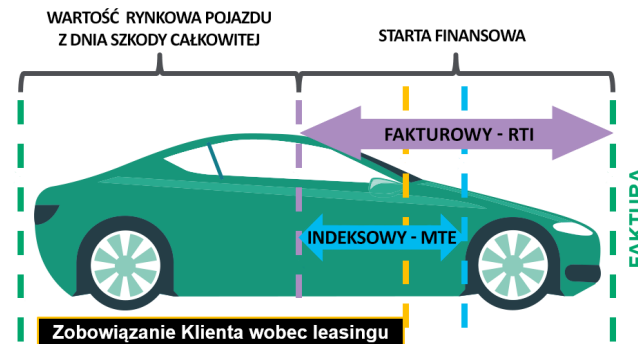 WARTOŚĆ RYNKOWA POJAZDU
Z DNIA SZKODY CAŁKOWITEJ
STARTA FINANSOWA
FAKTUROWY - RTI
INDEKSOWY - MTE
FAKTURA
Zobowiązanie Klienta wobec leasingu